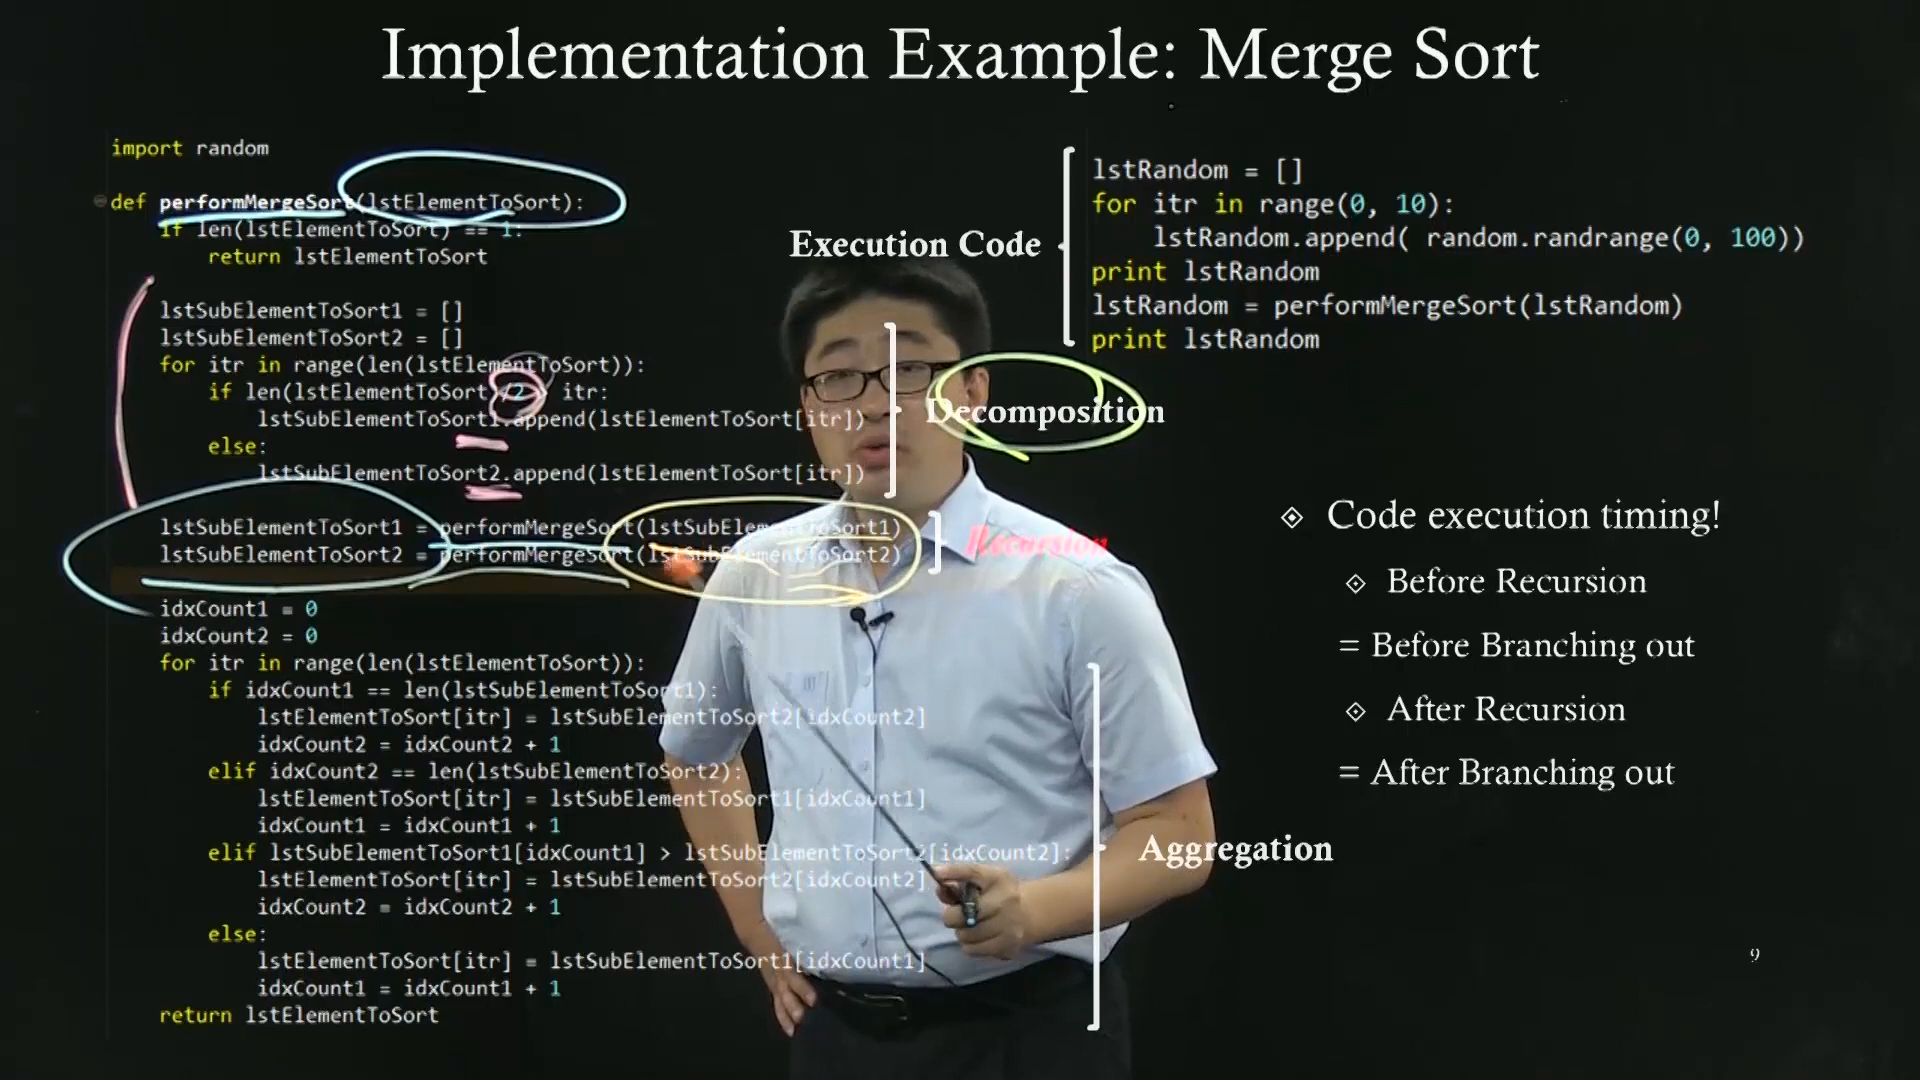 Implementation Example: Merge Sort
import random
def performMergeSort(lstElementToSort):
    if len(lstElementToSort) == 1:
        return lstElementToSort
    lstSubElementToSort1 = []
    lstSubElementToSort2 = []
    for itr in range(len(lstElementToSort)):
        if len(lstElementToSort)/2 > itr:
            lstSubElementToSort1.append(lstElementToSort[itr])
        else:
            lstSubElementToSort2.append(lstElementToSort[itr])
    lstSubElementToSort1 = performMergeSort(lstSubElementToSort1)
    lstSubElementToSort2 = performMergeSort(lstSubElementToSort2)
    idxCount1 = 0
    idxCount2 = 0
    for itr in range(len(lstElementToSort)):
        if idxCount1 == len(lstSubElementToSort1):
            lstElementToSort[itr] = lstSubElementToSort2[idxCount2]
            idxCount2 = idxCount2 + 1
        elif idxCount2 == len(lstSubElementToSort2):
            lstElementToSort[itr] = lstSubElementToSort1[idxCount1]
            idxCount1 = idxCount1 + 1
        elif lstSubElementToSort1[idxCount1] > lstSubElementToSort2[idxCount2]:
            lstElementToSort[itr] = lstSubElementToSort2[idxCount2]
            idxCount2 = idxCount2 + 1
        else:
            lstElementToSort[itr] = lstSubElementToSort1[idxCount1]
            idxCount1 = idxCount1 + 1
    return lstElementToSort
Execution Code
lstRandom = []
for itr in range(0, 10):
    lstRandom.append( random.randrange(0, 100))
print lstRandom
lstRandom = performMergeSort(lstRandom)
print lstRandom
Decomposition
Recursion
Aggregation
Code execution timing!
Before Recursion
= Before Branching out
After Recursion
= After Branching out
9